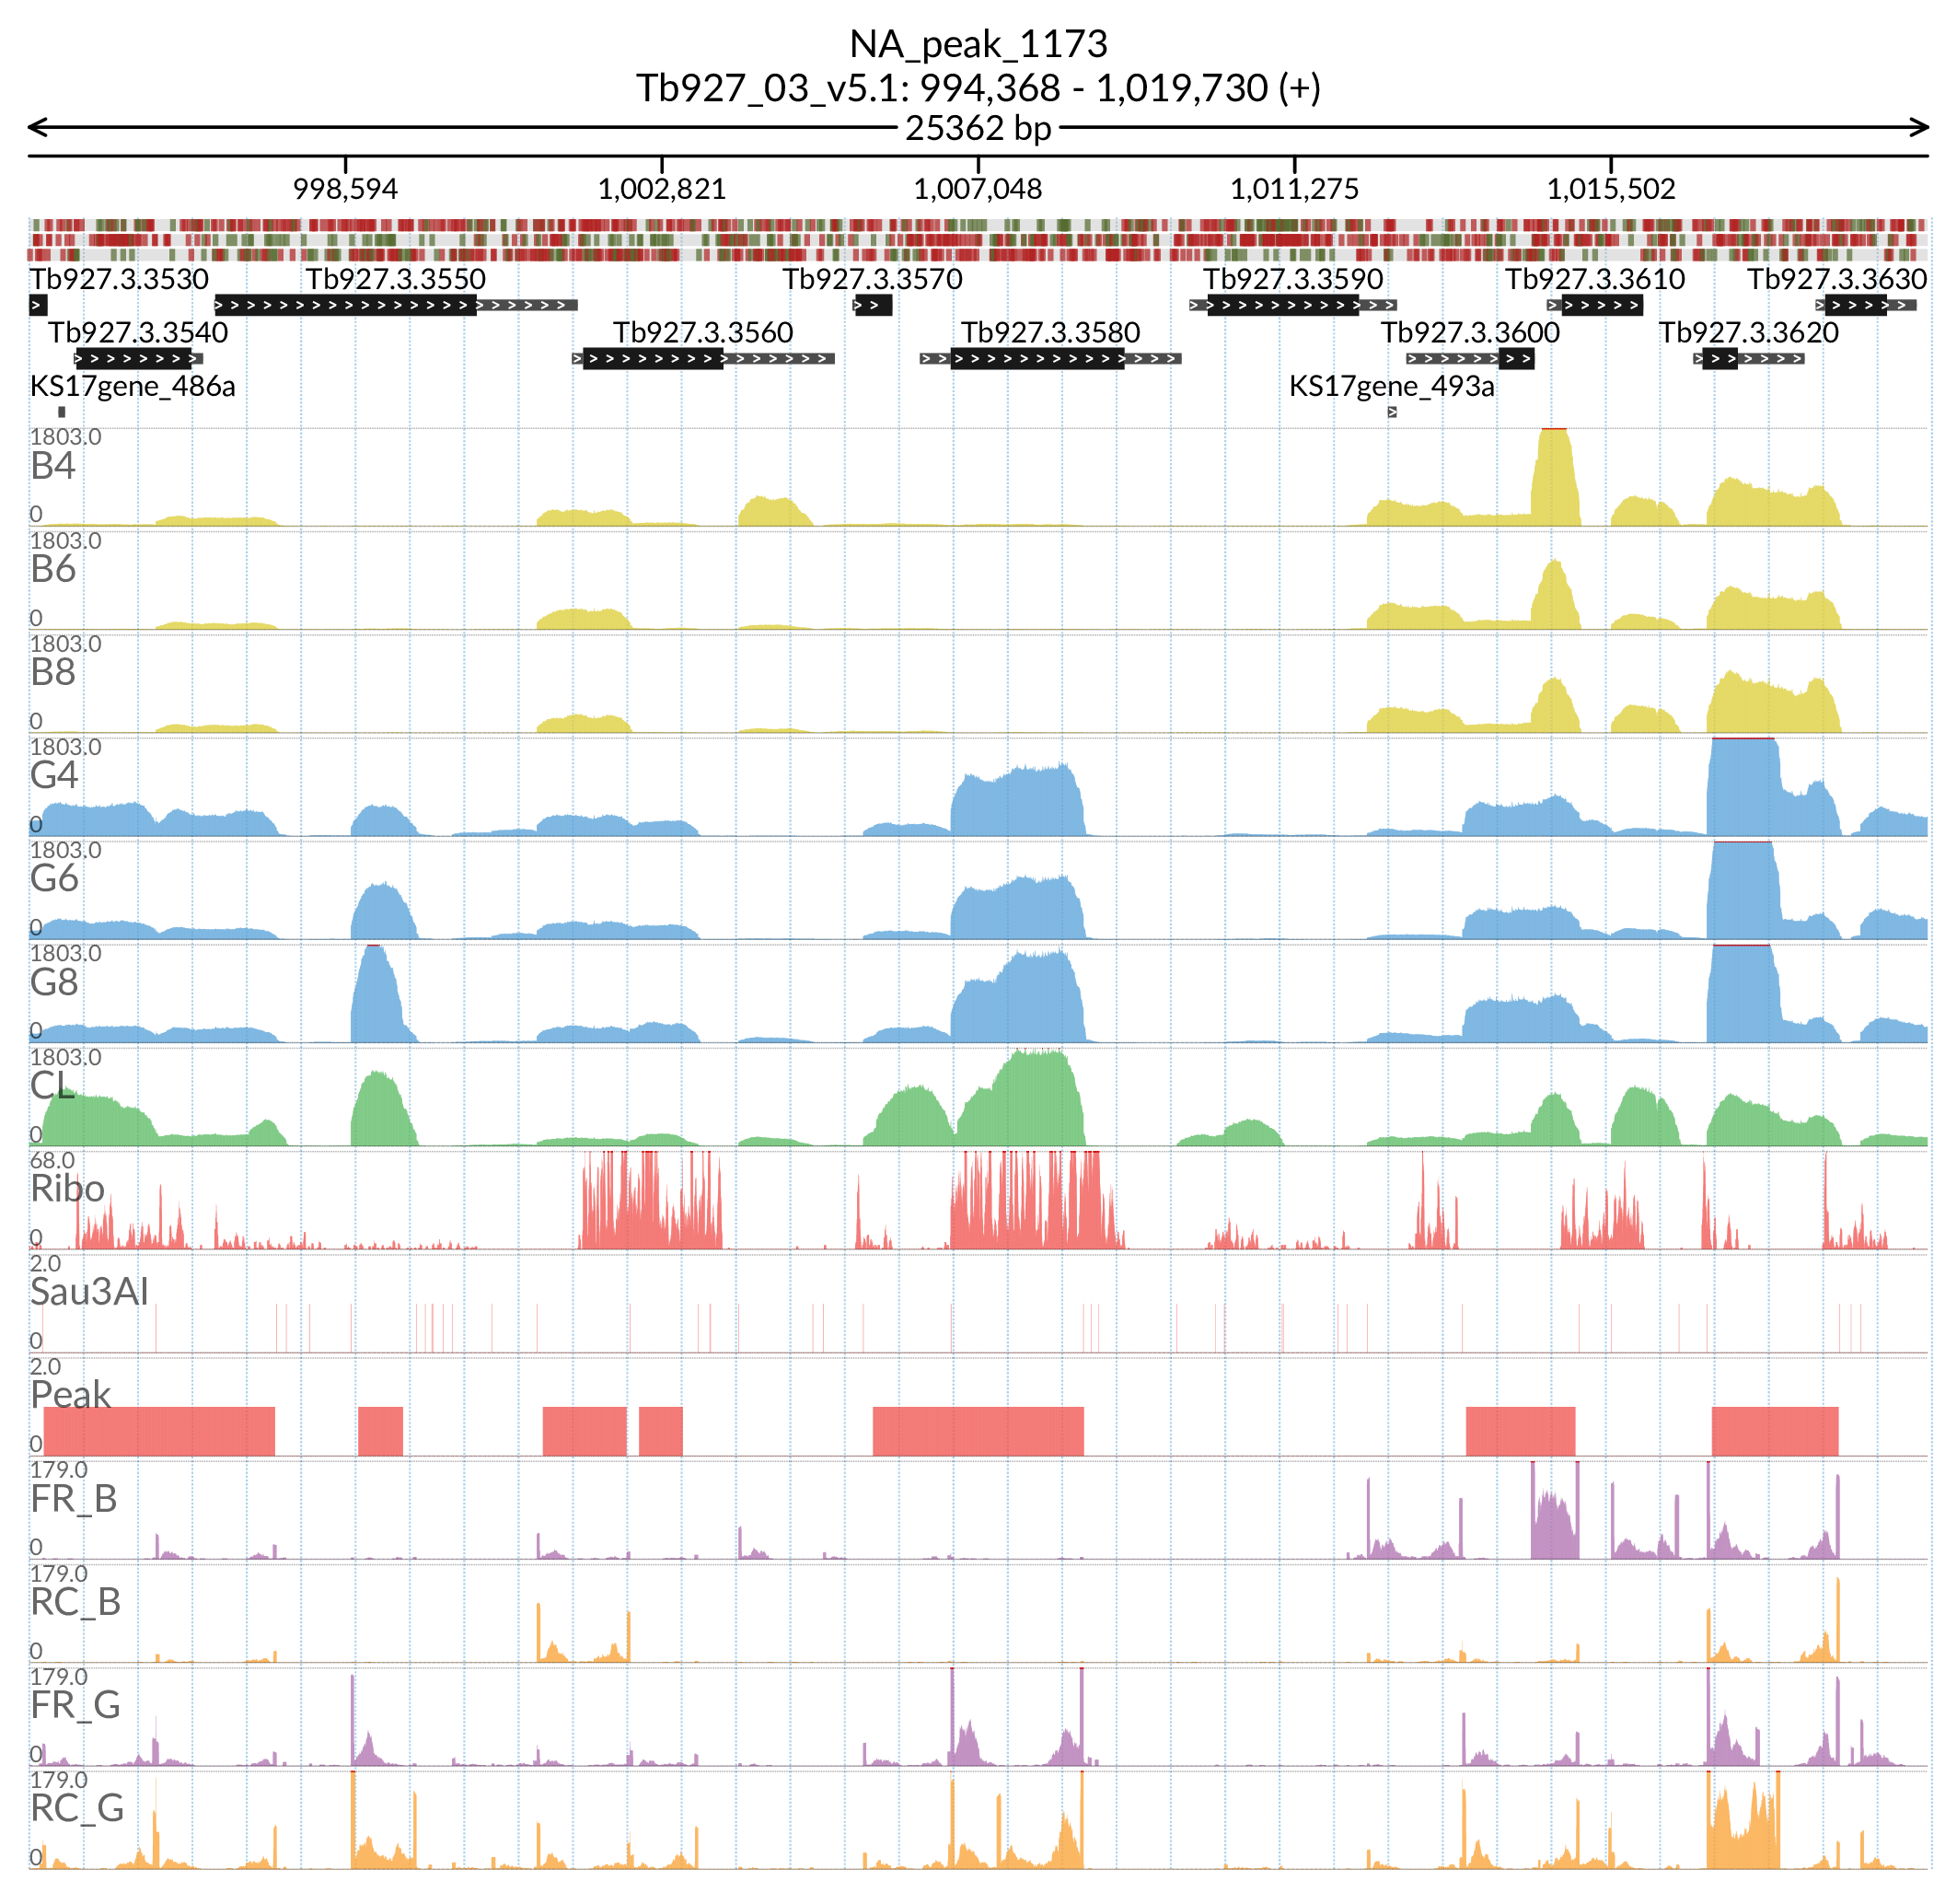 NA_peak_1173
Tb927_03_v5.1: 994,368 - 1,019,730 (+)
25362 bp
998,594 1,002,821 1,007,048 1,011,275 1,015,502
Tb927.3.3530 Tb927.3.3550 Tb927.3.3570 Tb927.3.3590 Tb927.3.3610 Tb927.3.3630
Tb927.3.3540 Tb927.3.3560 Tb927.3.3580 Tb927.3.3600 Tb927.3.3620
KS17gene_486a KS17gene_493a
1803.0
B4
0
1803.0
B6
0
1803.0
B8
0
1803.0
G4
0
1803.0
G6
0
1803.0
G8
0
1803.0
CL
0
68.0
Ribo
0
2.0
Sau3AI
0
2.0
Peak
0
179.0
FR_B
0
179.0
RC_B
0
179.0
FR_G
0
179.0
RC_G
0